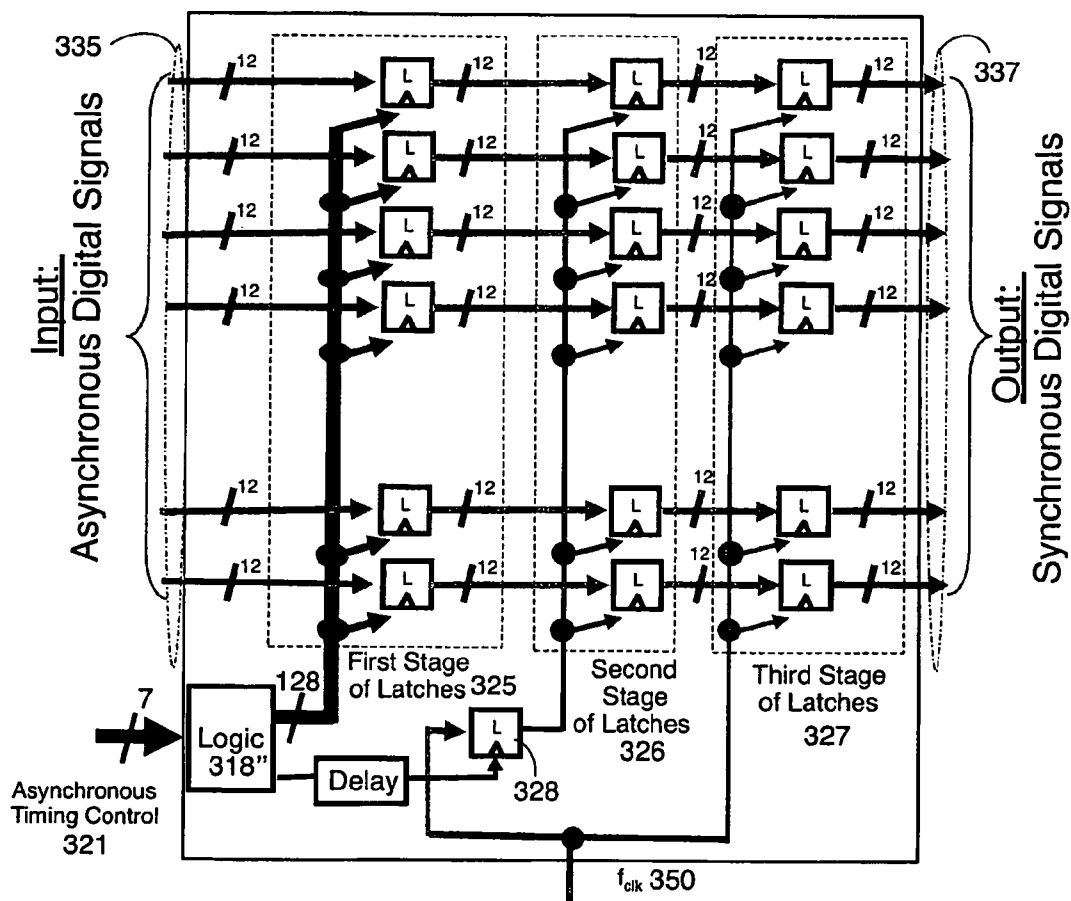 335
337
12 L 12 L 12 L 12
12 L 12 L 12 L 12
12 L 12 L 12 L 12
12 L 12 L 12 L 12
12 L 12 L 12 L 12
12 L 12 L 12 L 12
Input:
Asynchronous Digital Signals
Output:
Synchronous Digital Signals
First Stage
of Latches 325
Second
Stage
of Latches
326
Third Stage
of Latches
327
7
128
Logic
318"
Delay
L
328
Asynchronous
Timing Control
321
fclk 350